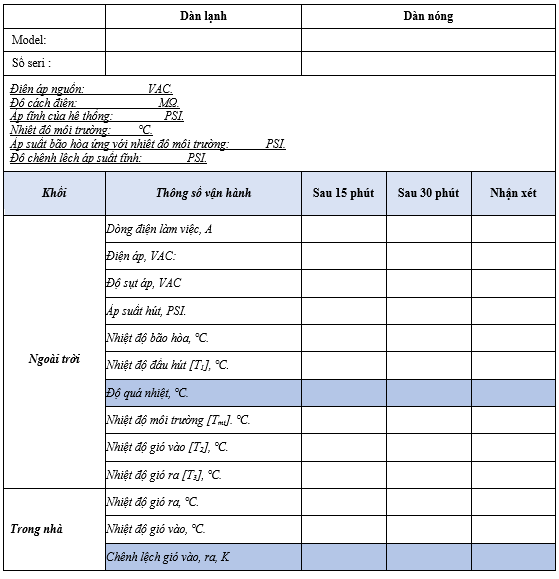 Dàn lạnh Dàn nóng
Model:
Số seri :
Điện áp nguồn: VAC.
Độ cách điện: MΩ.
Áp tĩnh của hệ thống: PSI.
Nhiệt độ môi trường: °C.
Áp suất bão hòa ứng với nhiệt độ môi trường: PSI.
Độ chênh lệch áp suất tĩnh: PSI.
Khối Thông số vận hành Sau 15 phút Sau 30 phút Nhận xét
Dòng điện làm việc, A
Điện áp, VAC:
Độ sụt áp, VAC
Áp suất hút, PSI.
Nhiệt độ bão hòa, °C.
Ngoài trời
Nhiệt độ đầu hút [T₁], °C.
Độ quá nhiệt, °C.
Nhiệt độ môi trường [Tₘₜ]. °C.
Nhiệt độ gió vào [T₂], °C.
Nhiệt độ gió ra [T₃], °C.
Nhiệt độ gió ra, °C.
Trong nhà Nhiệt độ gió vào, °C.
Chênh lệch gió vào, ra, K